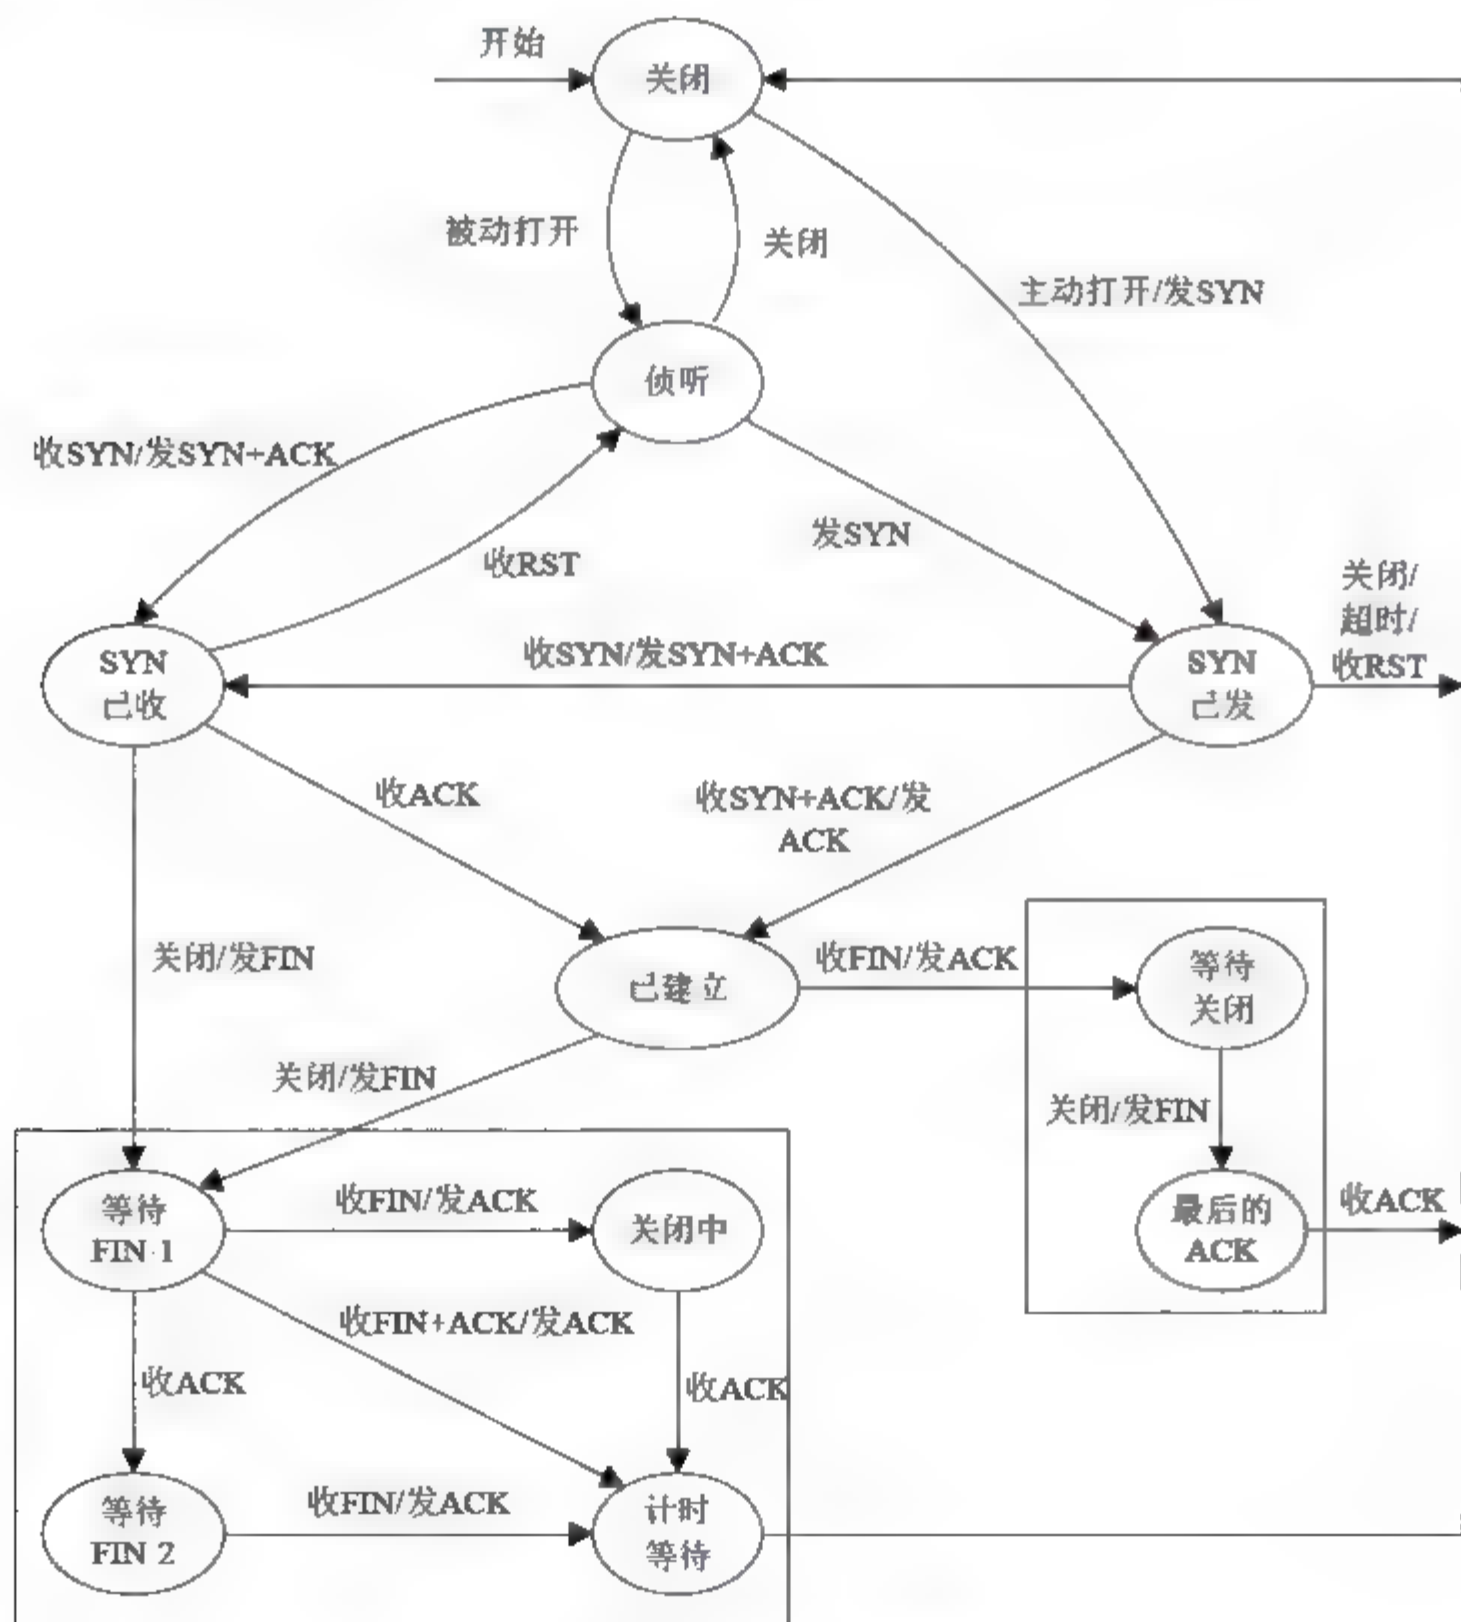 开始
关闭
被动打开
关闭
主动打开/发SYN
侦听
收SYN/发SYN+ACK
发SYN
收RST
关闭/
超时/
收RST
SYN
已收
收SYN/发SYN+ACK
SYN
已发
收ACK
收SYN+ACK/发
ACK
关闭/发FIN
已建立
收FIN/发ACK
等待
关闭
关闭/发FIN
关闭/发FIN
等待
FIN 1
收FIN/发ACK
关闭中
最后的
ACK
收ACK
收FIN+ACK/发ACK
收ACK
收ACK
等待
FIN 2
收FIN/发ACK
计时
等待